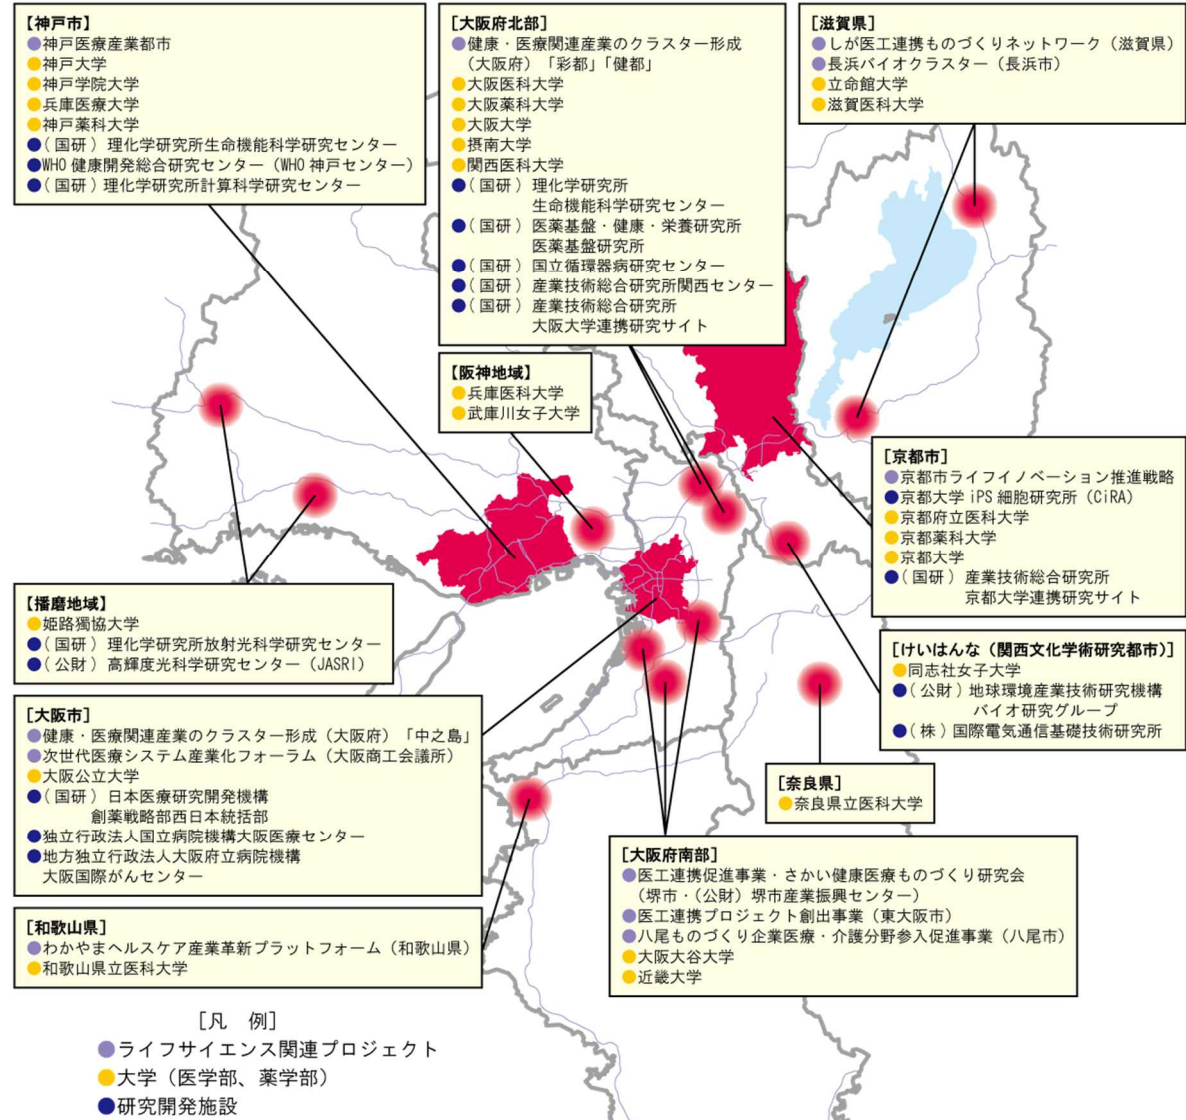 【神戸市】
●神戸医療産業都市
●神戸大学
●神戸学院大学
●兵庫医療大学
●神戸薬科大学
●(国研)理化学研究所生命機能科学研究センター
●WHO 健康開発総合研究センター（WHO 神戸センター）
●(国研)理化学研究所計算科学研究センター
[大阪府北部]
●健康・医療関連産業のクラスター形成
（大阪府）「彩都」「健都」
●大阪医科大学
●大阪薬科大学
●大阪大学
●摂南大学
●関西医科大学
●(国研) 理化学研究所
生命機能科学研究センター
●(国研) 医薬基盤・健康・栄養研究所
医薬基盤研究所
●(国研) 国立循環器病研究センター
●(国研) 産業技術総合研究所関西センター
●(国研) 産業技術総合研究所
大阪大学連携研究サイト
[滋賀県]
●しが医工連携ものづくりネットワーク（滋賀県）
●長浜バイオクラスター（長浜市）
●立命館大学
●滋賀医科大学
【阪神地域】
●兵庫医科大学
●武庫川女子大学
[京都市]
●京都市ライフイノベーション推進戦略
●京都大学 iPS 細胞研究所（CiRA）
●京都府立医科大学
●京都薬科大学
●京都大学
●(国研) 産業技術総合研究所
京都大学連携研究サイト
【播磨地域】
●姫路獨協大学
●(国研) 理化学研究所放射光科学研究センター
●(公財) 高輝度光科学研究センター（JASRI）
[けいはんな（関西文化学術研究都市）]
●同志社女子大学
●(公財) 地球環境産業技術研究機構
バイオ研究グループ
●(株) 国際電気通信基礎技術研究所
[大阪市]
●健康・医療関連産業のクラスター形成（大阪府）「中之島」
●次世代医療システム産業化フォーラム（大阪商工会議所）
●大阪公立大学
●(国研) 日本医療研究開発機構
創薬戦略部西日本統括部
●独立行政法人国立病院機構大阪医療センター
●地方独立行政法人大阪府立病院機構
大阪国際がんセンター
[奈良県]
●奈良県立医科大学
[大阪府南部]
●医工連携促進事業・さかい健康医療ものづくり研究会
（堺市・(公財) 堺市産業振興センター）
●医工連携プロジェクト創出事業（東大阪市）
●八尾ものづくり企業医療・介護分野参入促進事業（八尾市）
●大阪大谷大学
●近畿大学
[和歌山県]
●わかやまヘルスケア産業革新プラットフォーム（和歌山県）
●和歌山県立医科大学
[凡　例]
●ライフサイエンス関連プロジェクト
●大学（医学部、薬学部）
●研究開発施設